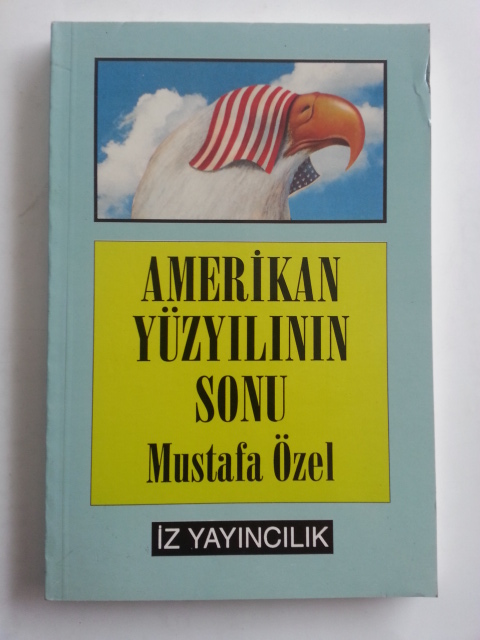 AMERİKAN
YÜZYILININ
SONU
Mustafa Özel
İZ YAYINCILIK